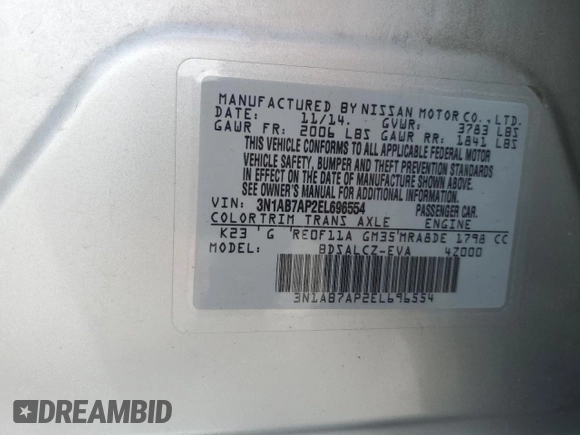 MANUFACTURED BY NISSAN MOTOR CO., LTD.
DATE: 11/14. GVWR: 3783 LBS
GAWR FR: 2006 LBS GAWR RR: 1841 LBS
THIS VEHICLE CONFORMS TO ALL APPLICABLE FEDERAL MOTOR
VEHICLE SAFETY, BUMPER AND THEFT PREVENTION STANDARDS
IN EFFECT ON THE DATE OF MANUFACTURE SHOWN ABOVE.
SEE OWNER'S MANUAL FOR ADDITIONAL INFORMATION.
VIN: 3N1AB7AP2EL696554 PASSENGER CAR.
COLOR TRIM TRANS AXLE ENGINE
K23 'G 'RE0F11A GM35'MRA8DE 1798 CC
MODEL: BDSALCZ-EVA 4Z000
3N1AB7AP2EL696554
DREAMBID